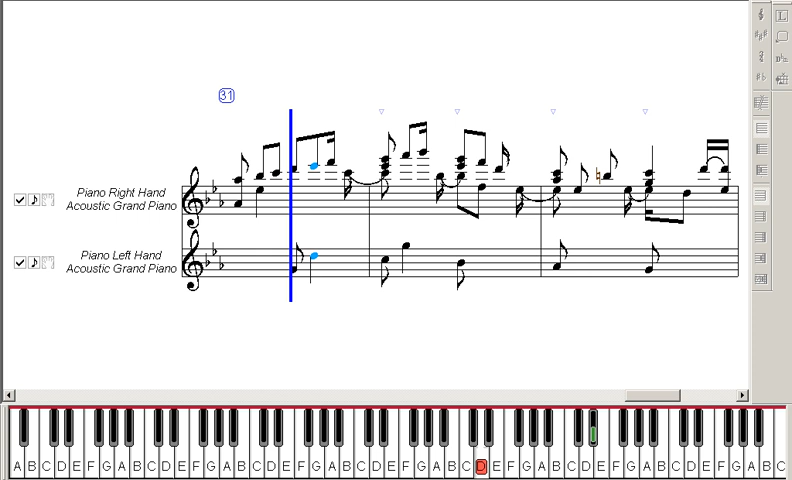 31
Piano Right Hand
Acoustic Grand Piano
Piano Left Hand
Acoustic Grand Piano
A B C D E F G A B C D E F G A B C D E F G A B C D E F G A B C D E F G A B C D E F G A B C D E F G A B C